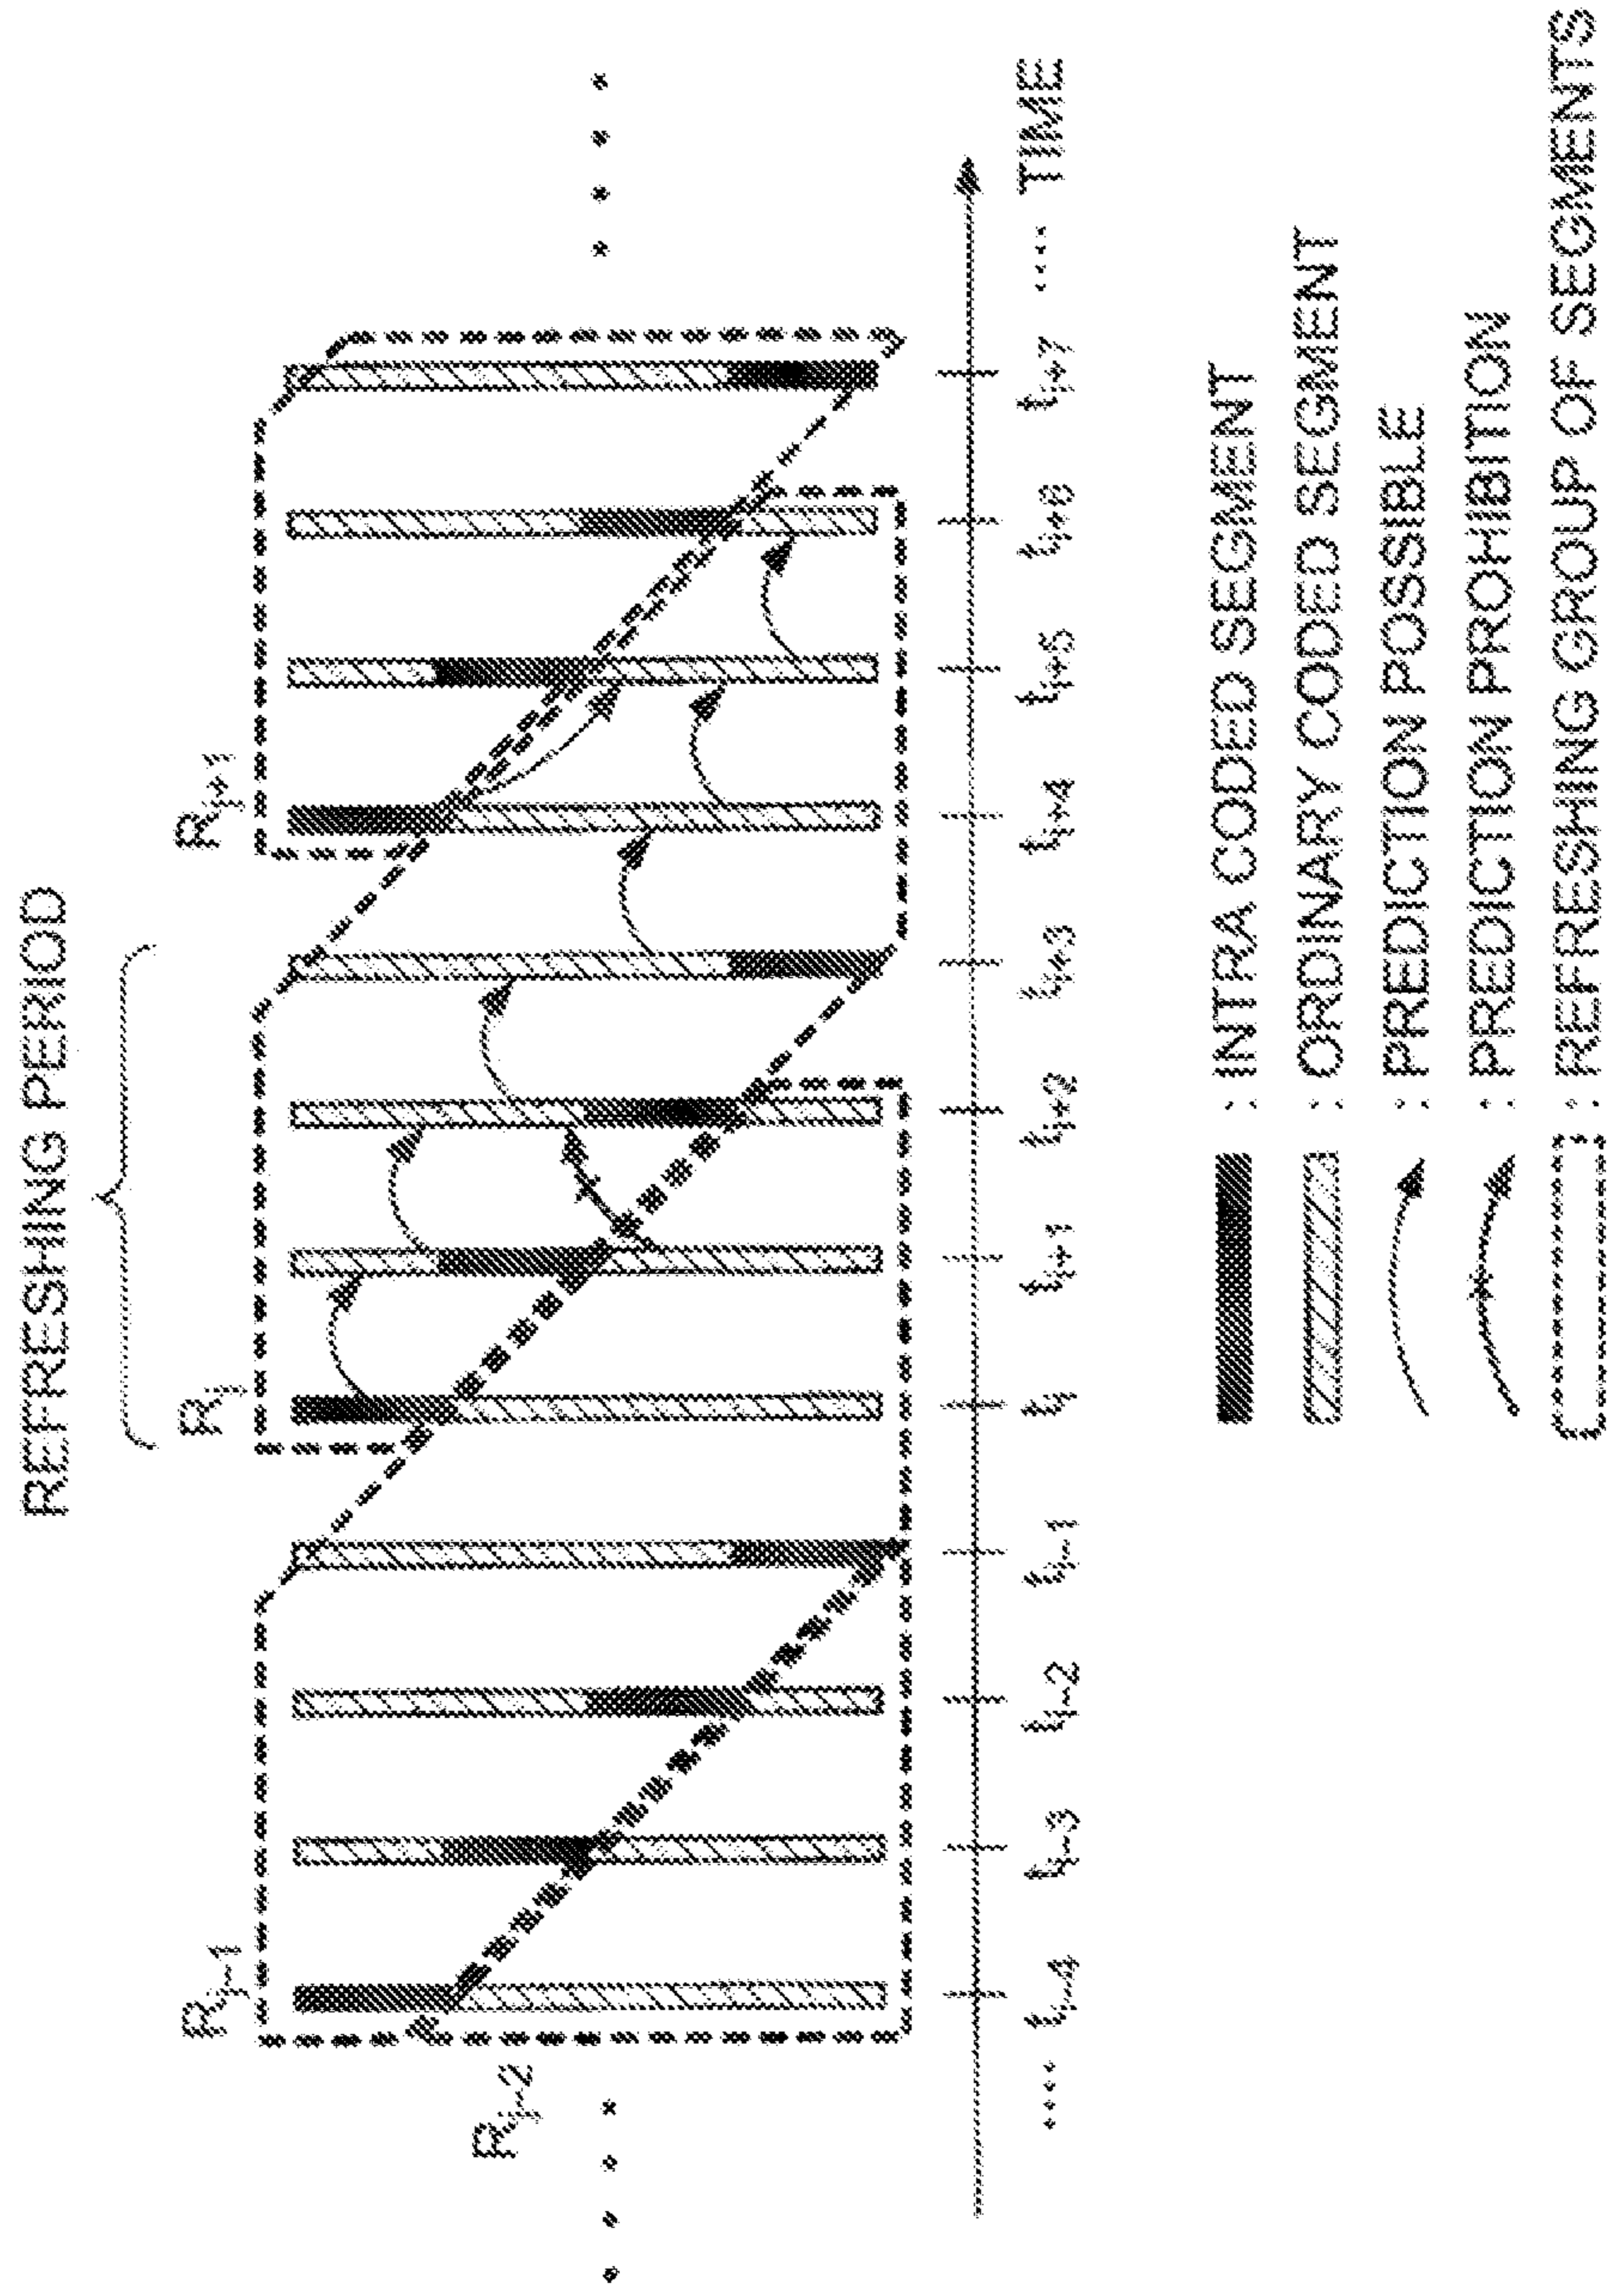 REFRESHING PERIOD
R_{j-1} R_j R_{j+1}
R_{j-2}
.... t_{i-4} t_{i-3} t_{i-2} t_{i-1} t_i t_{i+1} t_{i+2} t_{i+3} t_{i+4} t_{i+5} t_{i+6} t_{i+7} .... TIME
: INTRA CODED SEGMENT
: ORDINARY CODED SEGMENT
: PREDICTION POSSIBLE
: PREDICTION PROHIBITION
: REFRESHING GROUP OF SEGMENTS